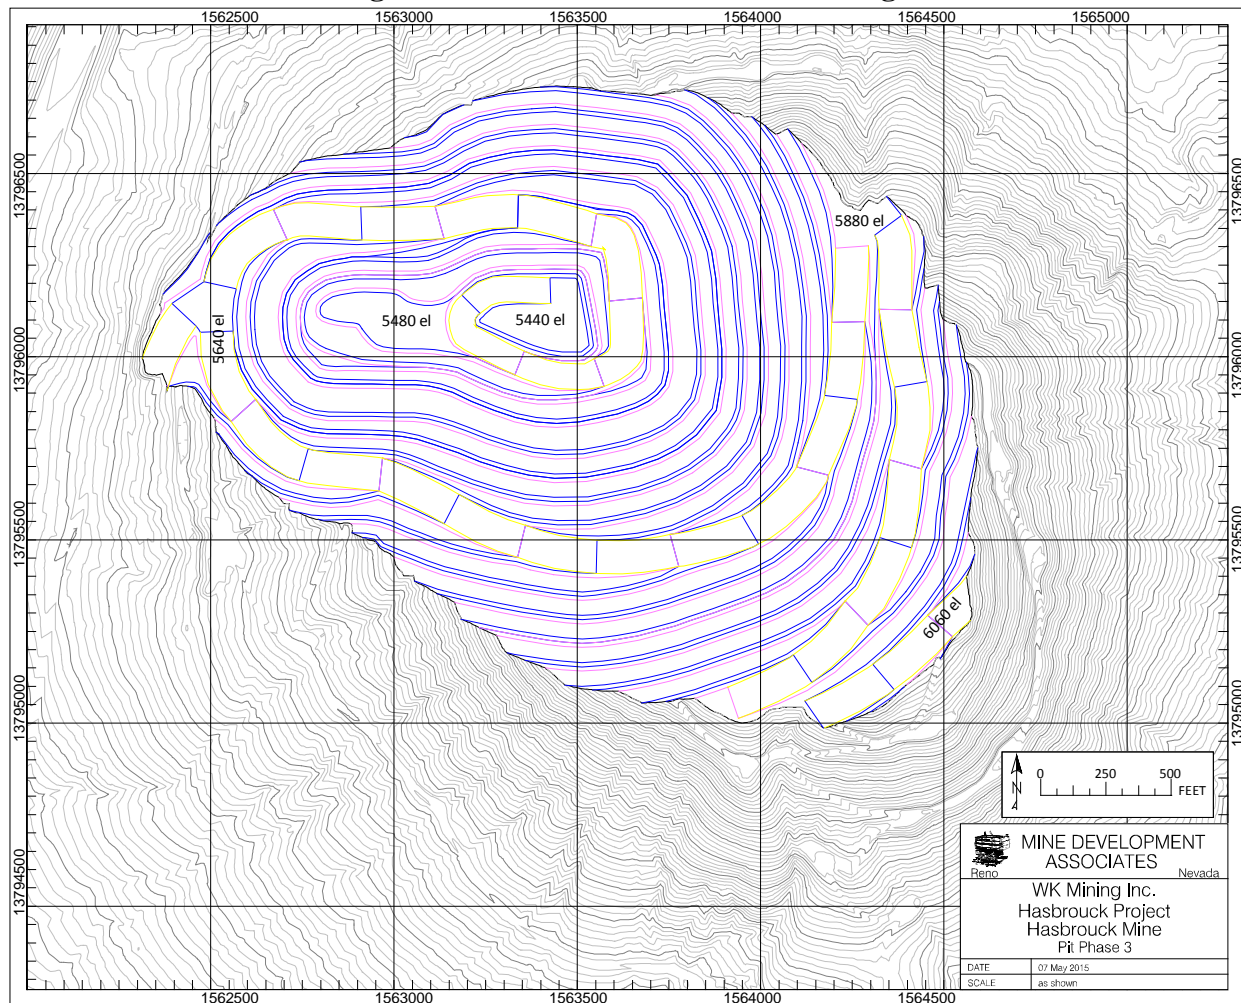 1562500 1563000 1563500 1564000 1564500 1565000
13796500 13796500
5880 el
5640 el
5480 el
5440 el
13796000 13796000
13795500 13795500
6060 el
13795000 13795000
N
0 250 500
FEET
MINE DEVELOPMENT
ASSOCIATES
Reno Nevada
WK Mining Inc.
Hasbrouck Project
Hasbrouck Mine
Pit Phase 3
DATE 07 May 2015
SCALE as shown
13794500 13794500
1562500 1563000 1563500 1564000 1564500